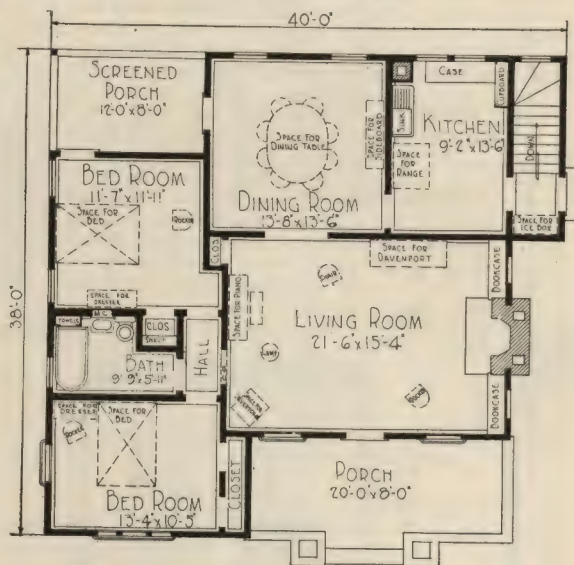 40'-0"
38'-0"
SCREENED
PORCH
12'-0"x8'-0"
SPACE FOR
DINING TABLE
SPACE FOR
SIDEBOARD
DINING ROOM
13'-8"x13'-6"
CASE
CUPBOARD
SINK
KITCHEN
9'-2"x13'-6"
SPACE
FOR
RANGE
DOWN
SPACE FOR
ICE BOX
BED ROOM
11'-7"x11'-11"
SPACE FOR
BED
ROCKER
SPACE FOR
DRESSER
CLOS
SPACE FOR
DAVENPORT
BOOKCASE
CHAIR
SPACE FOR PIANO
LIVING ROOM
21'-6"x15'-4"
LAMP
ROCKER
BOOKCASE
TOWELS
M.C.
CLOS
SHELF
BATH
9'-9"x5'-11"
HALL
SPACE FOR
DRESSER
SPACE FOR
BED
ROCKER
BED ROOM
13'-4"x10'-5"
CLOSET
PORCH
20'-0"x8'-0"